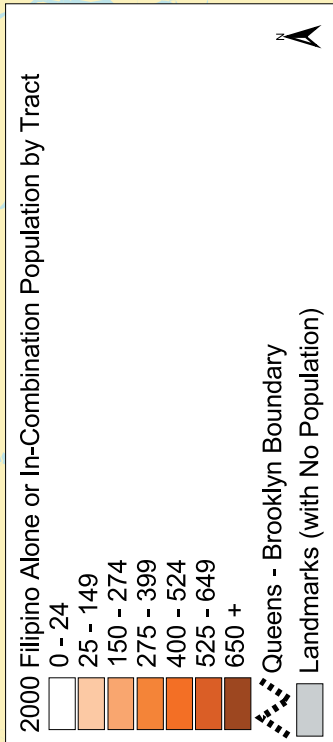 2000 Filipino Alone or In-Combination Population by Tract
0 - 24
25 - 149
150 - 274
275 - 399
400 - 524
525 - 649
650 +
Queens - Brooklyn Boundary
Landmarks (with No Population)
N